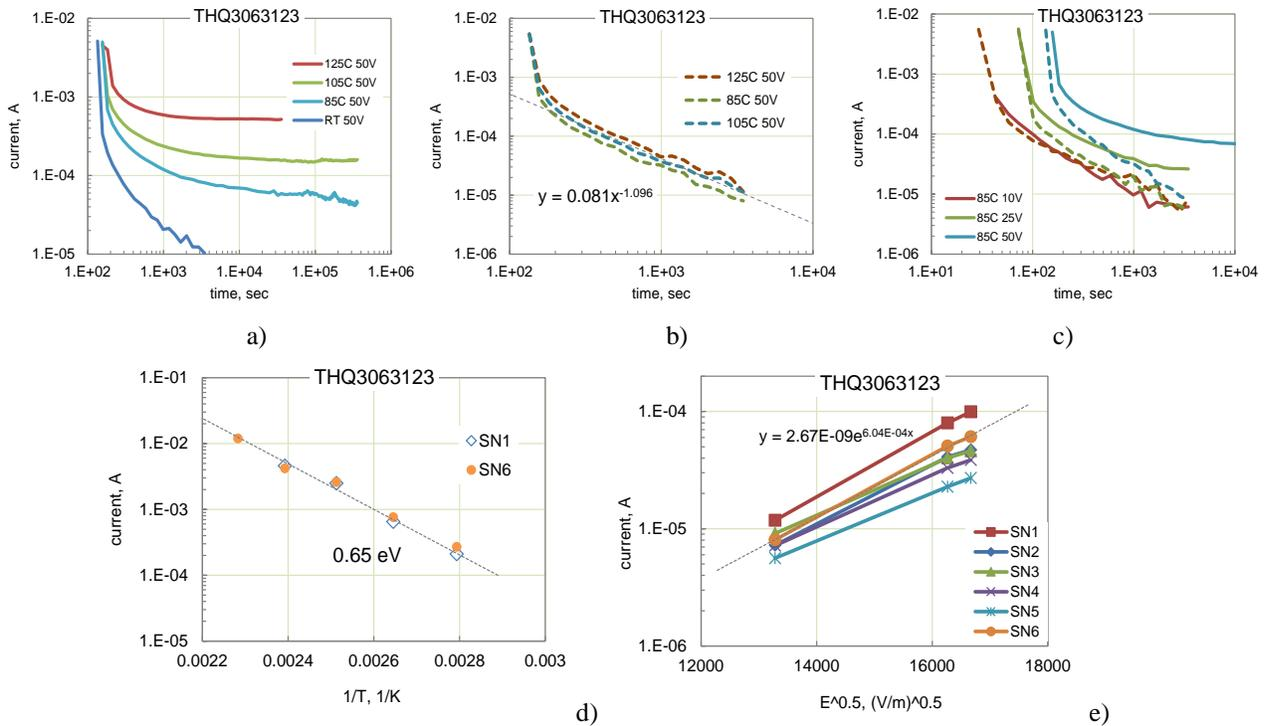 THQ3063123
1.E-02
1.E-03
1.E-04
1.E-05
current, A
125C 50V
105C 50V
85C 50V
RT 50V
1.E+02 1.E+03 1.E+04 1.E+05 1.E+06
time, sec
a)
THQ3063123
1.E-02
1.E-03
1.E-04
1.E-05
1.E-06
current, A
125C 50V
85C 50V
105C 50V
y = 0.081x-1.096
1.E+02 1.E+03 1.E+04
time, sec
b)
THQ3063123
1.E-02
1.E-03
1.E-04
1.E-05
1.E-06
current, A
85C 10V
85C 25V
85C 50V
1.E+01 1.E+02 1.E+03 1.E+04
time, sec
c)
THQ3063123
1.E-01
1.E-02
1.E-03
1.E-04
1.E-05
current, A
SN1
SN6
0.65 eV
0.0022 0.0024 0.0026 0.0028 0.003
1/T, 1/K
d)
THQ3063123
1.E-04
1.E-05
1.E-06
current, A
y = 2.67E-09e6.04E-04x
SN1
SN2
SN3
SN4
SN5
SN6
12000 14000 16000 18000
E^0.5, (V/m)^0.5
e)